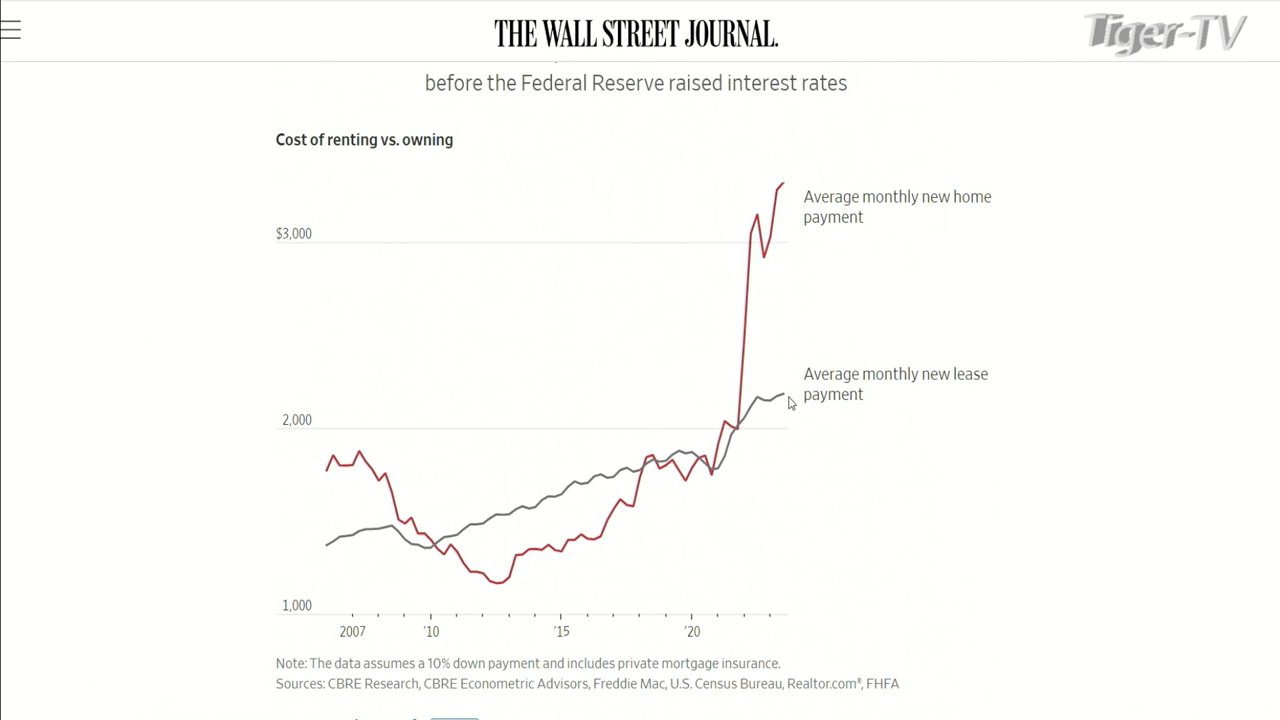 THE WALL STREET JOURNAL.
Tiger-TV
before the Federal Reserve raised interest rates
Cost of renting vs. owning
Average monthly new home
payment
$3,000
Average monthly new lease
payment
2,000
1,000
2007 '10 '15 '20
Note: The data assumes a 10% down payment and includes private mortgage insurance.
Sources: CBRE Research, CBRE Econometric Advisors, Freddie Mac, U.S. Census Bureau, Realtor.com®, FHFA